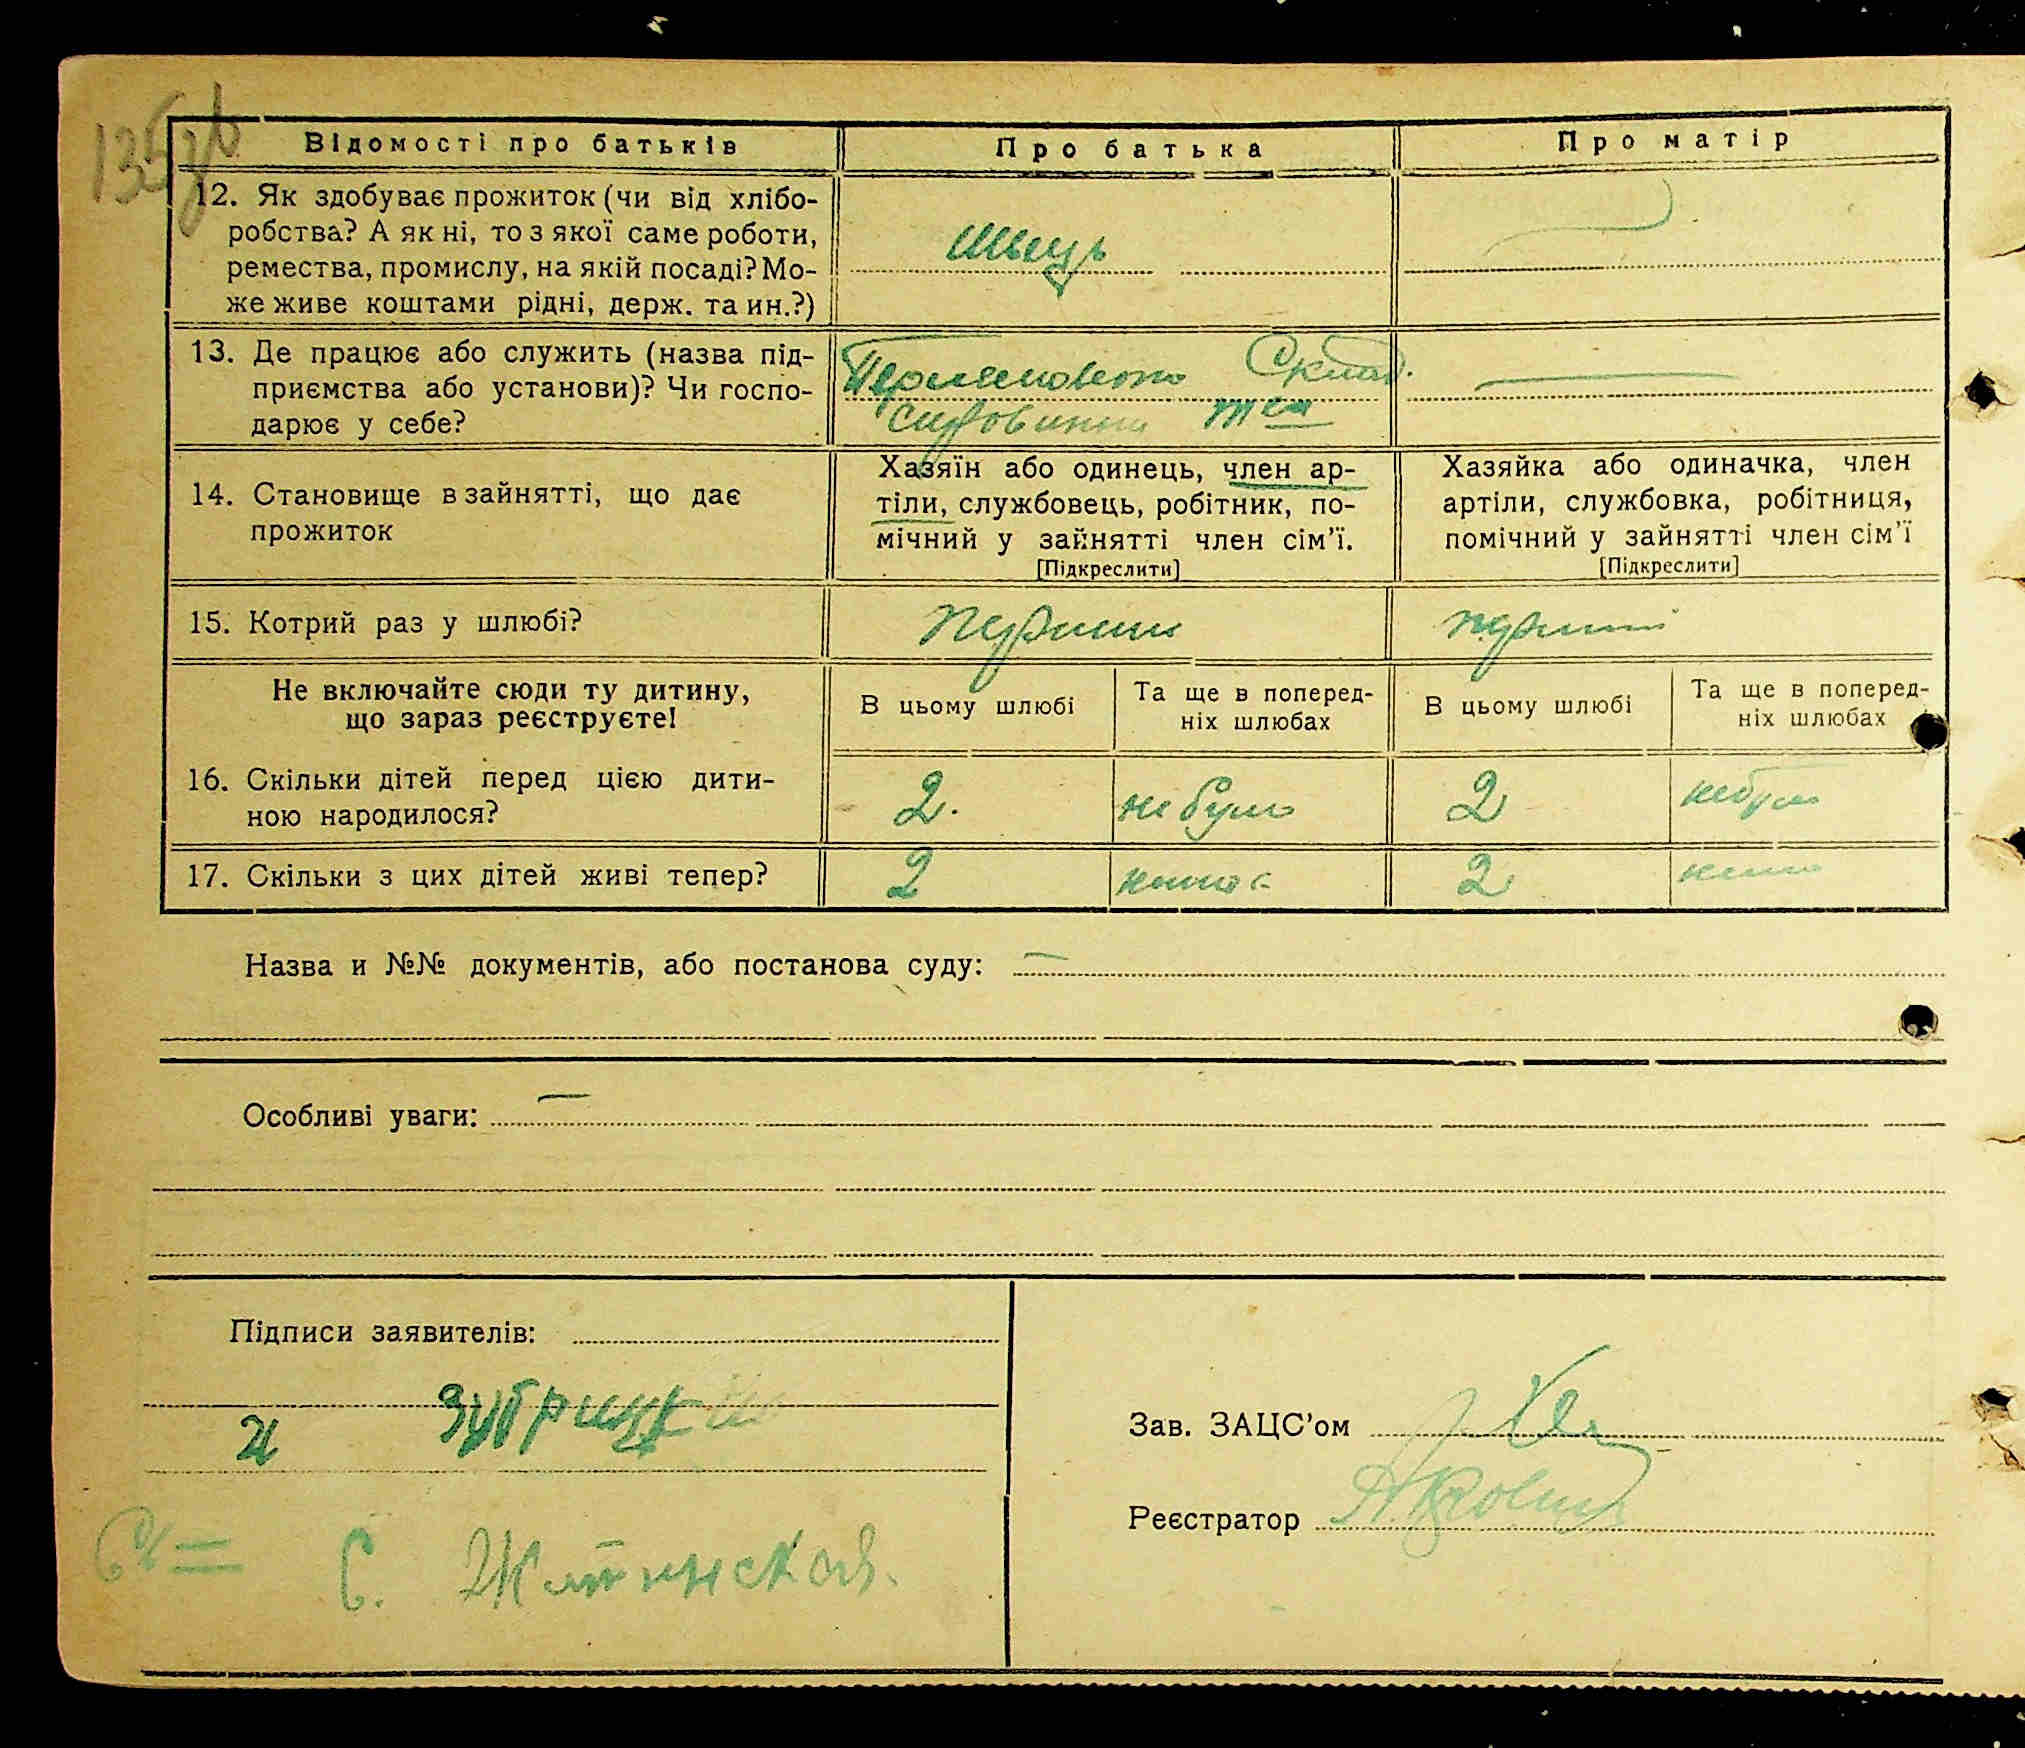 135зв
Відомості про батьків
Про батька
Про матір
12. Як здобуває прожиток (чи від хлібо-
робства? А як ні, то з якої саме роботи,
ремества, промислу, на якій посаді? Мо-
же живе коштами рідні, держ. та ин.?)
швець
13. Де працює або служить (назва під-
приємства або установи)? Чи госпо-
дарює у себе?
Склад.
14. Становище в зайнятті, що дає
прожиток
Хазяїн або одинець, член ар-
тіли, службовець, робітник, по-
мічний у зайнятті член сім'ї.
[Підкреслити]
Хазяйка або одиначка, член
артіли, службовка, робітниця,
помічний у зайнятті член сім'ї
[Підкреслити]
15. Котрий раз у шлюбі?
перший
перший
Не включайте сюди ту дитину,
що зараз реєструєте!
В цьому шлюбі
Та ще в поперед-
ніх шлюбах
В цьому шлюбі
Та ще в поперед-
ніх шлюбах
16. Скільки дітей перед цією дити-
ною народилося?
2.
не було
2
не було
17. Скільки з цих дітей живі тепер?
2
2
Назва и №№ документів, або постанова суду: —
Особливі уваги: —
Підписи заявителів:
И Зубрицкий
С.
Зав. ЗАЦС'ом
Реєстратор